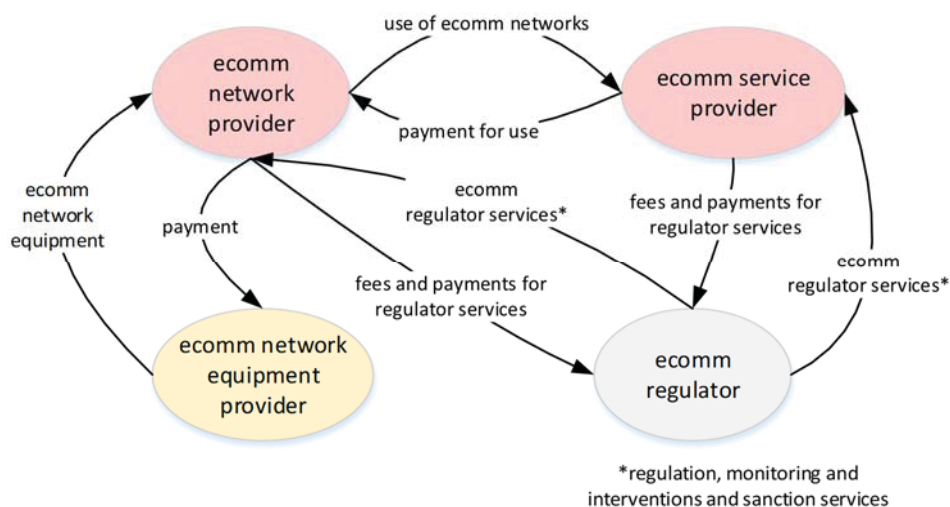 use of ecomm networks
ecomm
network
provider
ecomm service
provider
payment for use
ecomm
network
equipment
ecomm
regulator services*
fees and payments for
regulator services
payment
ecomm
regulator services*
fees and payments for
regulator services
ecomm network
equipment
provider
ecomm
regulator
*regulation, monitoring and
interventions and sanction services